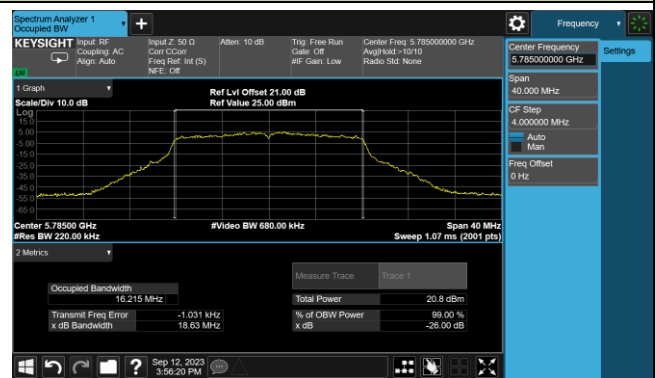 Spectrum Analyzer 1
Occupied BW
Frequency
KEYSIGHT
Input: RF
Coupling: AC
Align: Auto
Input Z: 50 Ω
Corr CCorr
Freq Ref: Int (S)
NFE: Off
Atten: 10 dB
Trig: Free Run
Gate: Off
#IF Gain: Low
Center Freq: 5.785000000 GHz
Avg|Hold:>10/10
Radio Std: None
Center Frequency
5.785000000 GHz
Settings
Span
40.000 MHz
CF Step
4.000000 MHz
Auto
Man
Freq Offset
0 Hz
1 Graph
Scale/Div 10.0 dB
Ref Lvl Offset 21.00 dB
Ref Value 25.00 dBm
Log
15.0
5.00
-5.00
-15.0
-25.0
-35.0
-45.0
-55.0
-65.0
Center 5.78500 GHz
#Video BW 680.00 kHz
Span 40 MHz
#Res BW 220.00 kHz
Sweep 1.07 ms (2001 pts)
2 Metrics
Measure Trace
Trace 1
Occupied Bandwidth
16.215 MHz
Total Power
20.8 dBm
Transmit Freq Error
-1.031 kHz
% of OBW Power
99.00 %
x dB Bandwidth
18.63 MHz
x dB
-26.00 dB
Sep 12, 2023
3:56:20 PM